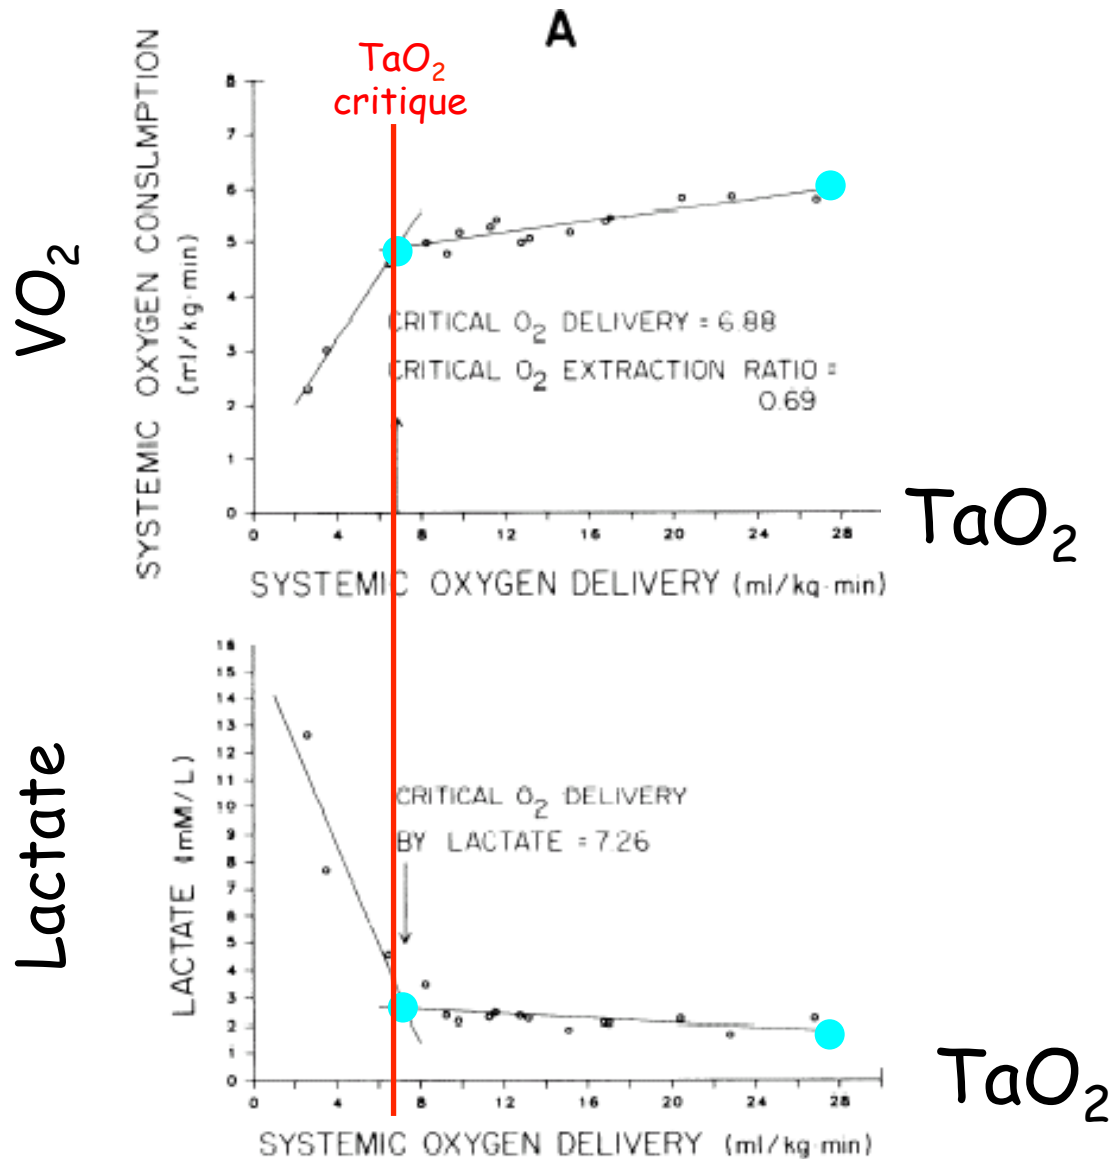 A
TaO2
critique
VO2
SYSTEMIC OXYGEN CONSLMPTION
(ml/kg·min)
8
7
6
5
4
3
2
1
0
CRITICAL O2 DELIVERY = 6.88
CRITICAL O2 EXTRACTION RATIO =
0.69
0 4 8 12 16 20 24 28
TaO2
SYSTEMIC OXYGEN DELIVERY (ml/kg·min)
Lactate
LACTATE (mM/L)
16
15
14
13
12
11
10
9
8
7
6
5
4
3
2
1
0
CRITICAL O2 DELIVERY
BY LACTATE = 7.26
0 4 8 12 16 20 24 28
TaO2
SYSTEMIC OXYGEN DELIVERY (ml/kg·min)